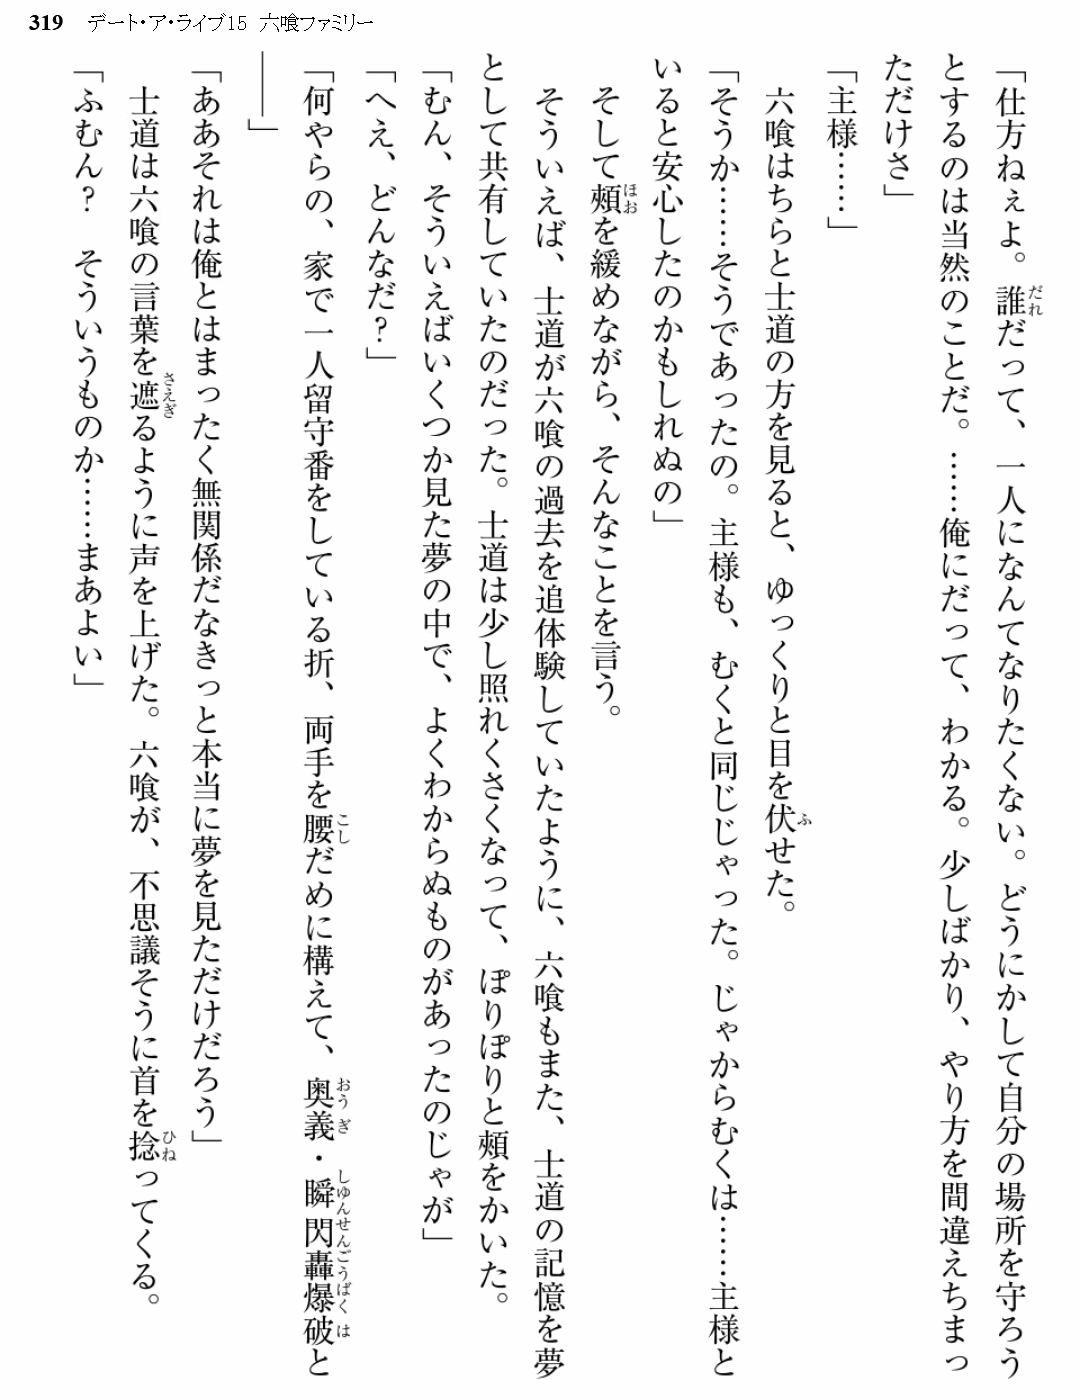 319　デート・ア・ライブ15　六喰ファミリー
「仕方ねぇよ。誰だって、一人になんてなりたくない。どうにかして自分の場所を守ろう
とするのは当然のことだ。……俺にだって、わかる。少しばかり、やり方を間違えちまっ
ただけさ」
「主様……」
　六喰はちらと士道の方を見ると、ゆっくりと目を伏せた。
「そうか……そうであったの。主様も、むくと同じじゃった。じゃからむくは……主様と
いると安心したのかもしれぬの」
　そして頰を緩めながら、そんなことを言う。
　そういえば、士道が六喰の過去を追体験していたように、六喰もまた、士道の記憶を夢
として共有していたのだった。士道は少し照れくさくなって、ぽりぽりと頰をかいた。
「むん、そういえばいくつか見た夢の中で、よくわからぬものがあったのじゃが」
「へえ、どんなだ？」
「何やらの、家で一人留守番をしている折、両手を腰だめに構えて、奥義・瞬閃轟爆破と
――」
「ああそれは俺とはまったく無関係だなきっと本当に夢を見ただけだろう」
　士道は六喰の言葉を遮るように声を上げた。六喰が、不思議そうに首を捻ってくる。
「ふむん？　そういうものか……まあよい」